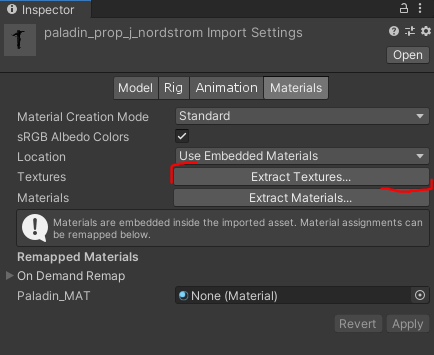 Inspector
paladin_prop_j_nordstrom Import Settings
Open
Model Rig Animation Materials
Material Creation Mode Standard
sRGB Albedo Colors
Location Use Embedded Materials
Textures Extract Textures...
Materials Extract Materials...
Materials are embedded inside the imported asset. Material assignments can
be remapped below.
Remapped Materials
On Demand Remap
Paladin_MAT None (Material)
Revert Apply